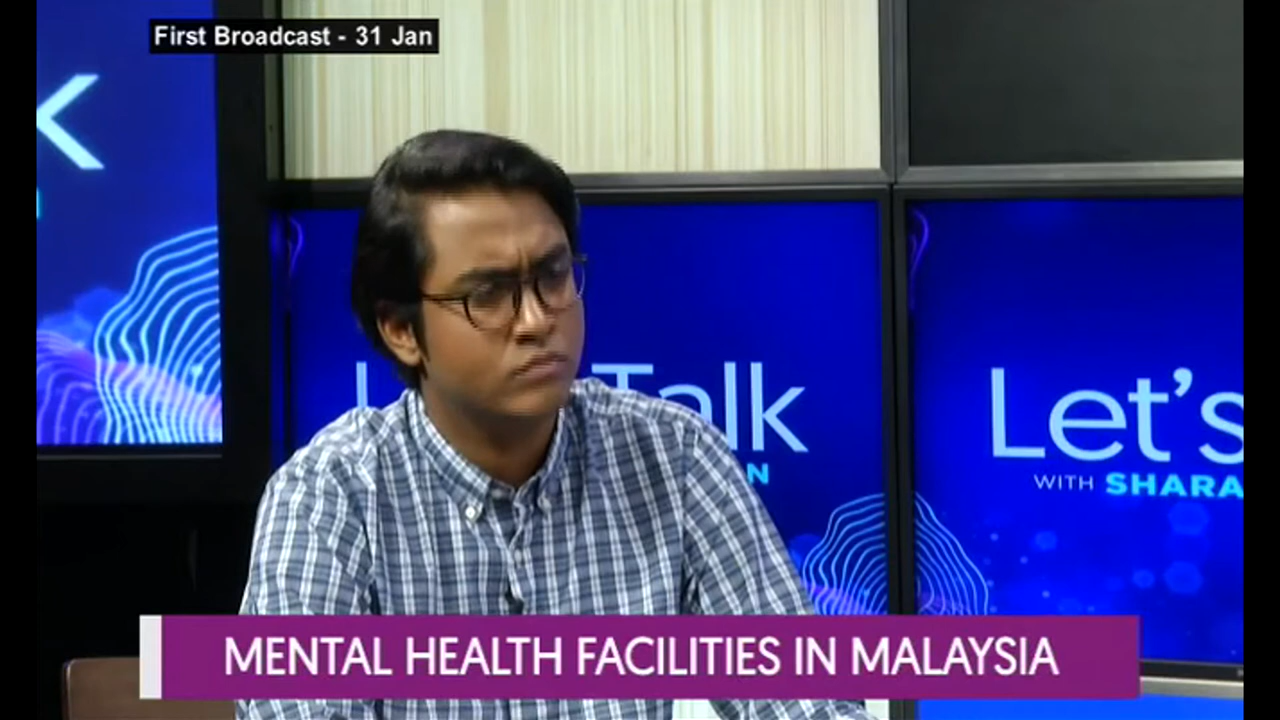 First Broadcast - 31 Jan
k
Talk
N
Let's
WITH SHARA
MENTAL HEALTH FACILITIES IN MALAYSIA